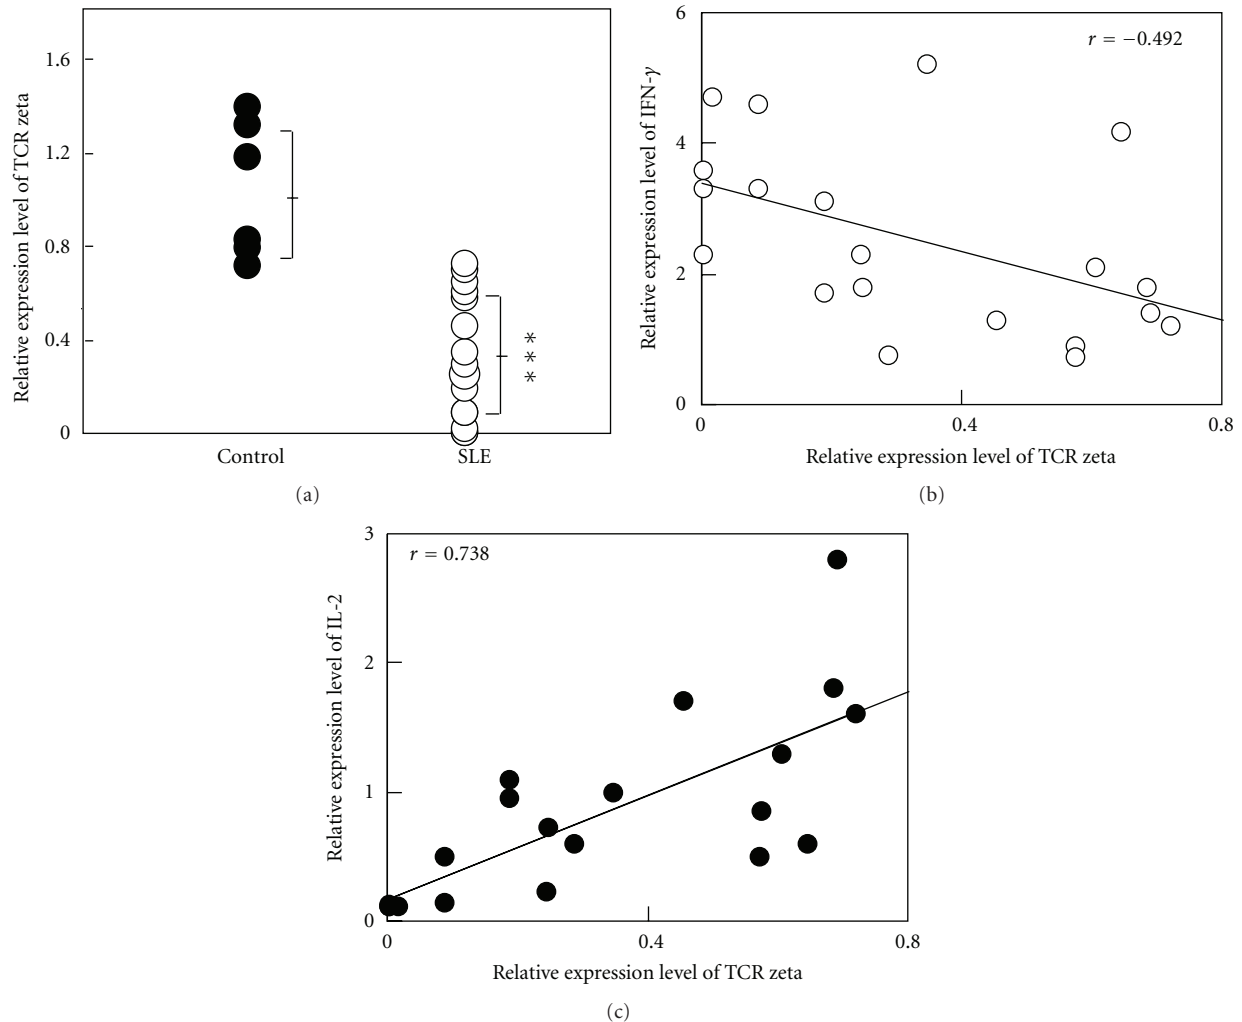 1.6
1.2
0.8
0.4
0
Relative expression level of TCR zeta
Control
SLE
* * *
(a)
6
4
2
0
Relative expression level of IFN-γ
r = −0.492
0
0.4
0.8
Relative expression level of TCR zeta
(b)
3
2
1
0
Relative expression level of IL-2
r = 0.738
0
0.4
0.8
Relative expression level of TCR zeta
(c)